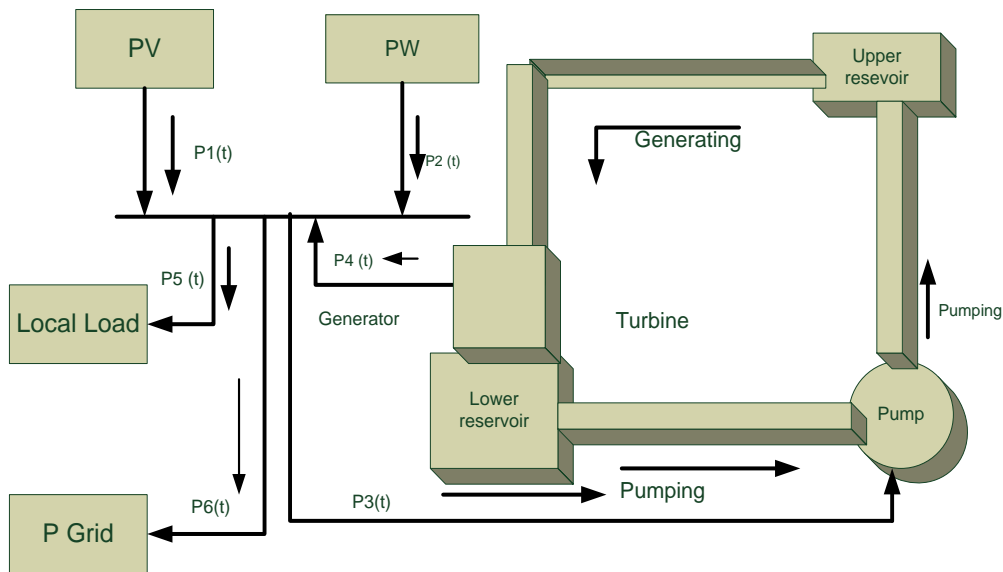 PV
PW
Upper
resevoir
P1(t)
P2 (t)
Generating
P4 (t)
P5 (t)
Generator
Turbine
Pumping
Local Load
Lower
reservoir
Pump
P6(t)
P3(t)
Pumping
P Grid